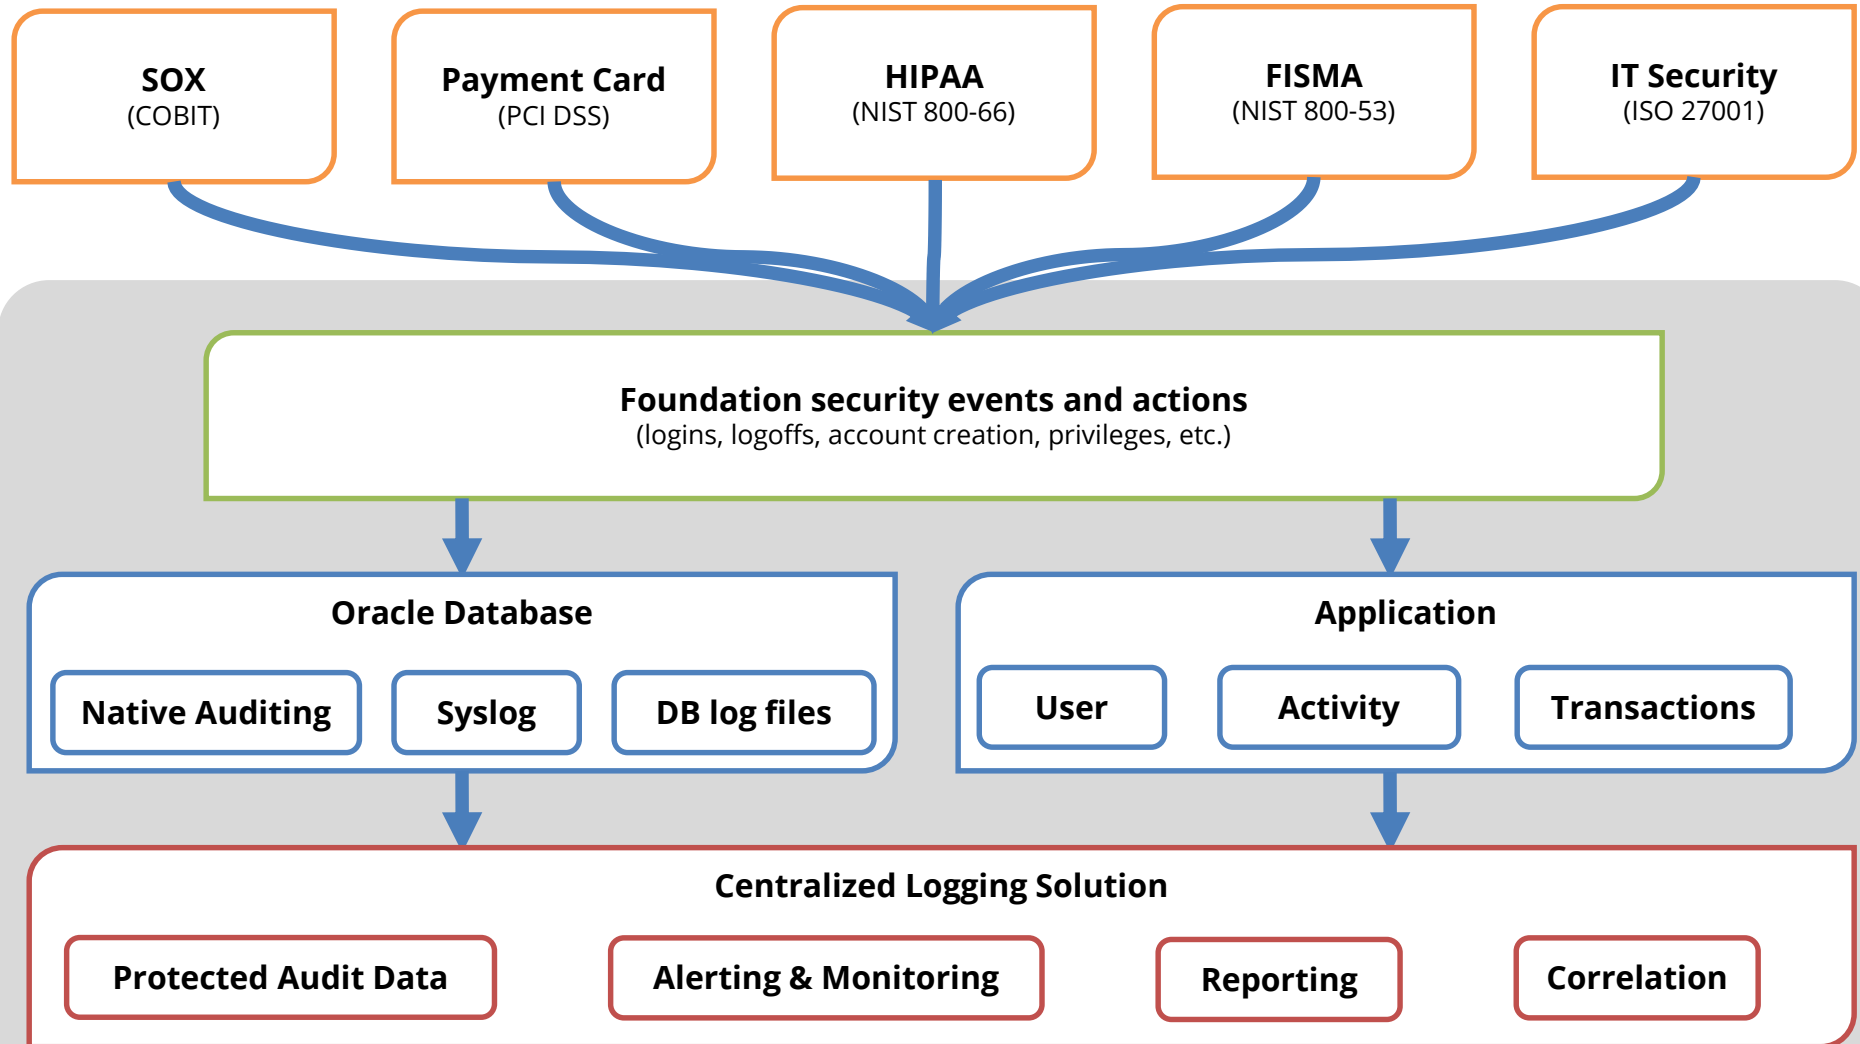 SOX
(COBIT)
Payment Card
(PCI DSS)
HIPAA
(NIST 800-66)
FISMA
(NIST 800-53)
IT Security
(ISO 27001)
Foundation security events and actions
(logins, logoffs, account creation, privileges, etc.)
Oracle Database
Native Auditing
Syslog
DB log files
Application
User
Activity
Transactions
Centralized Logging Solution
Protected Audit Data
Alerting & Monitoring
Reporting
Correlation